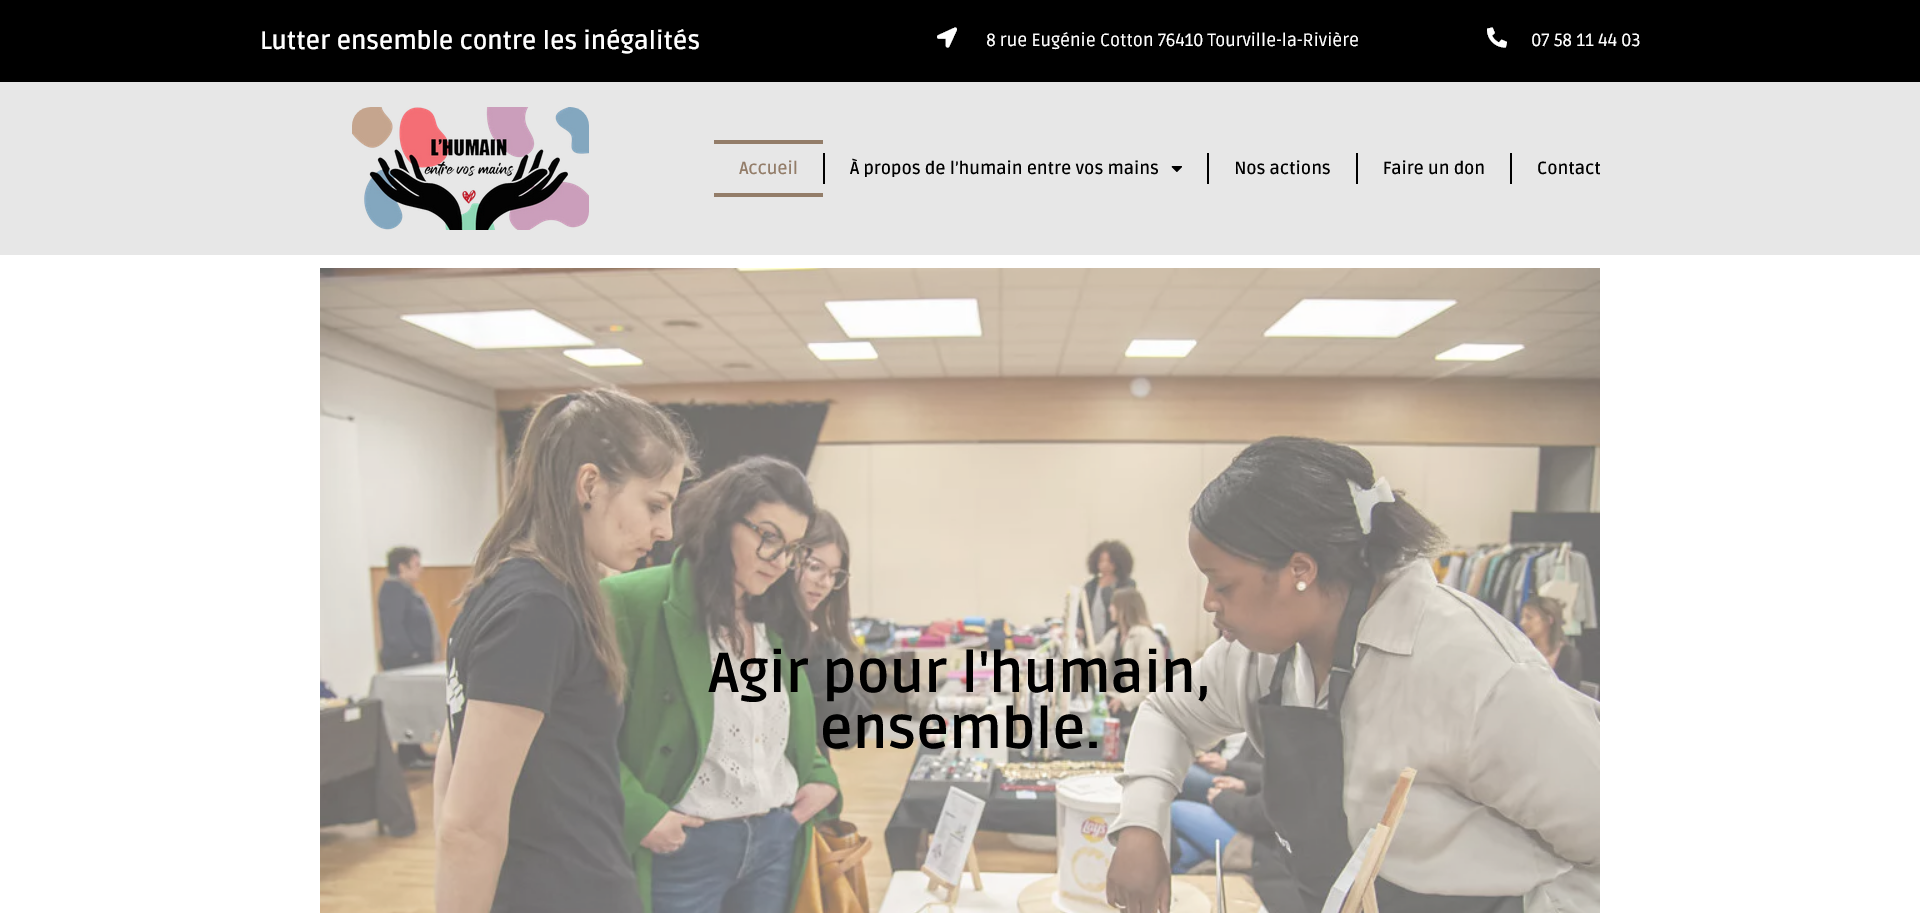 Lutter ensemble contre les inégalités
8 rue Eugénie Cotton 76410 Tourville-la-Rivière
07 58 11 44 03
L'HUMAIN
entre vos mains
Accueil
À propos de l'humain entre vos mains
Nos actions
Faire un don
Contact
Agir pour l'humain,
ensemble.
Lay's